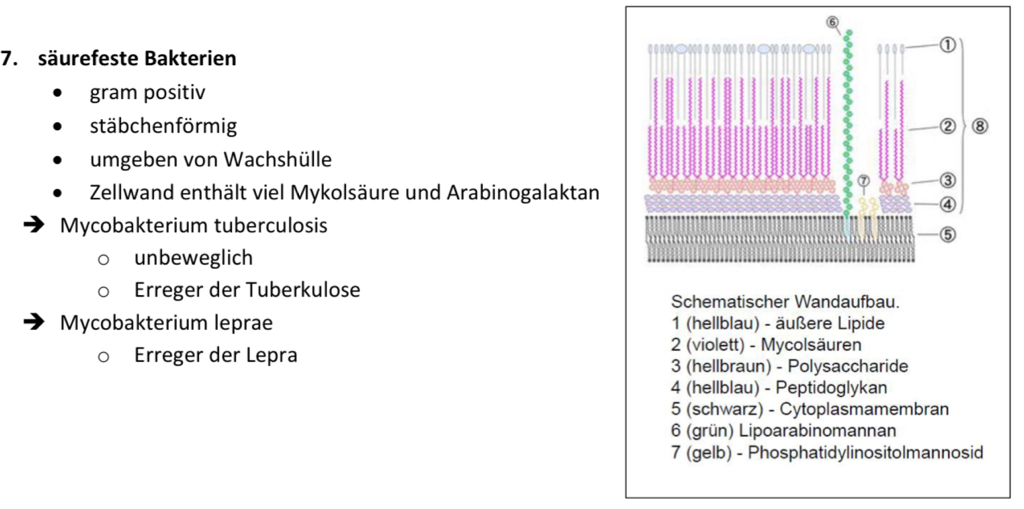 7. säurefeste Bakterien
• gram positiv
• stäbchenförmig
• umgeben von Wachshülle
• Zellwand enthält viel Mykolsäure und Arabinogalaktan
➔ Mycobakterium tuberculosis
o unbeweglich
o Erreger der Tuberkulose
➔ Mycobakterium leprae
o Erreger der Lepra
⑥
①
②
⑧
⑦
③
④
⑤
Schematischer Wandaufbau.
1 (hellblau) - äußere Lipide
2 (violett) - Mycolsäuren
3 (hellbraun) - Polysaccharide
4 (hellblau) - Peptidoglykan
5 (schwarz) - Cytoplasmamembran
6 (grün) Lipoarabinomannan
7 (gelb) - Phosphatidylinositolmannosid